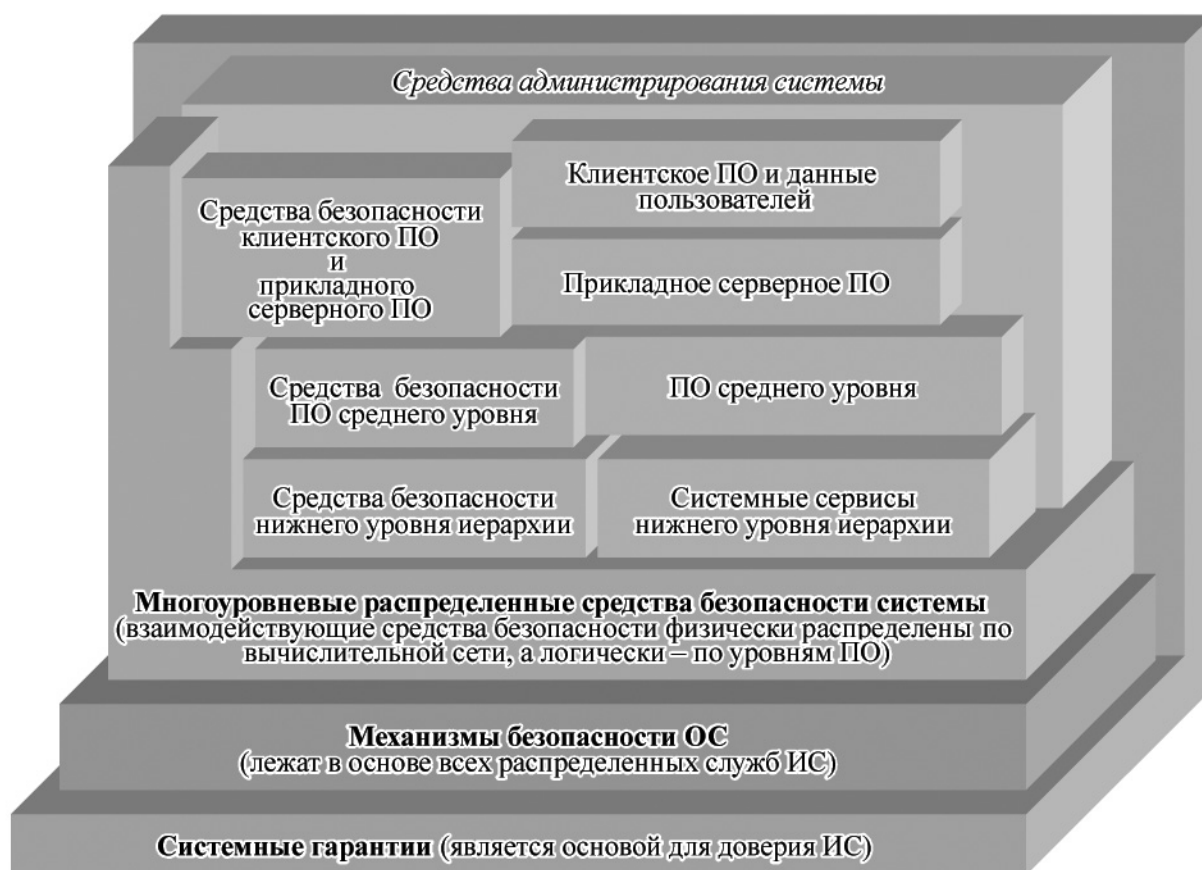 Средства администрирования системы
Средства безопасности
клиентского ПО
и
прикладного
серверного ПО
Клиентское ПО и данные
пользователей
Прикладное серверное ПО
Средства безопасности
ПО среднего уровня
ПО среднего уровня
Средства безопасности
нижнего уровня иерархии
Системные сервисы
нижнего уровня иерархии
Многоуровневые распределенные средства безопасности системы
(взаимодействующие средства безопасности физически распределены по
вычислительной сети, а логически – по уровням ПО)
Механизмы безопасности ОС
(лежат в основе всех распределенных служб ИС)
Системные гарантии (является основой для доверия ИС)